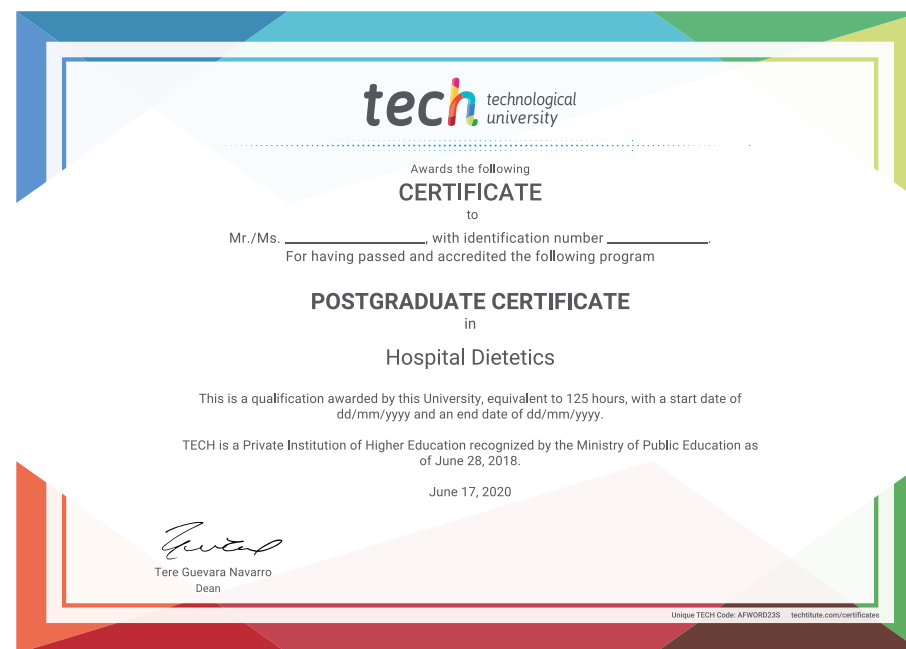 tech technological
university
Awards the following
CERTIFICATE
to
Mr./Ms. ____________________, with identification number ______________.
For having passed and accredited the following program
POSTGRADUATE CERTIFICATE
in
Hospital Dietetics
This is a qualification awarded by this University, equivalent to 125 hours, with a start date of
dd/mm/yyyy and an end date of dd/mm/yyyy.
TECH is a Private Institution of Higher Education recognized by the Ministry of Public Education as
of June 28, 2018.
June 17, 2020
Tere Guevara Navarro
Dean
Unique TECH Code: AFWORD23S techtitute.com/certificates